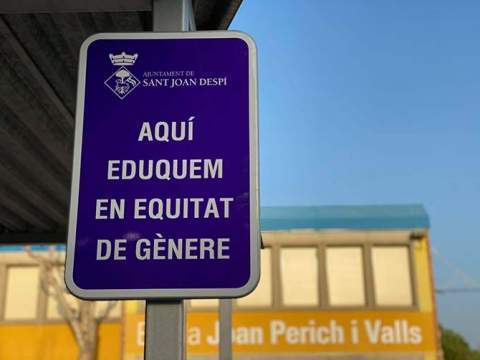 AJUNTAMENT DE
SANT JOAN DESPÍ
AQUÍ
EDUQUEM
EN EQUITAT
DE GÈNERE
Joan Perich i Valls